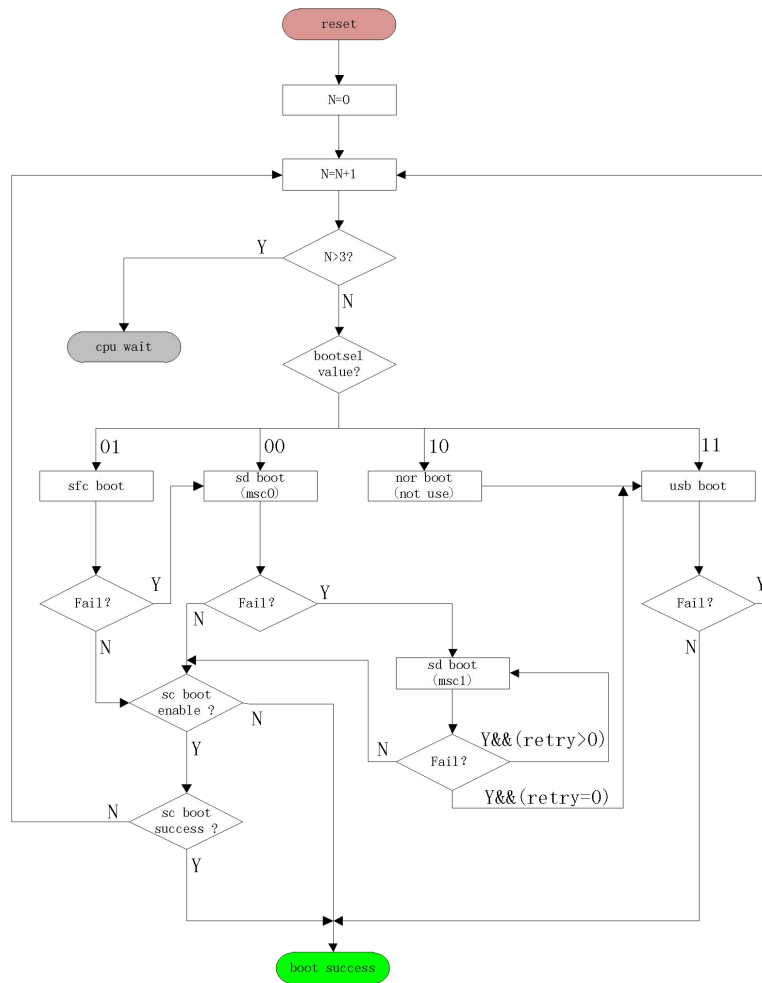 reset
N=0
N=N+1
N>3?
Y
N
cpu wait
bootsel
value?
01
00
10
11
sfc boot
sd boot
(msc0)
nor boot
(not use)
usb boot
Fail?
Y
N
Fail?
Y
N
Fail?
Y
N
sd boot
(msc1)
sc boot
enable ?
N
Y
Fail?
N
Y&&(retry>0)
Y&&(retry=0)
sc boot
success ?
N
Y
boot success